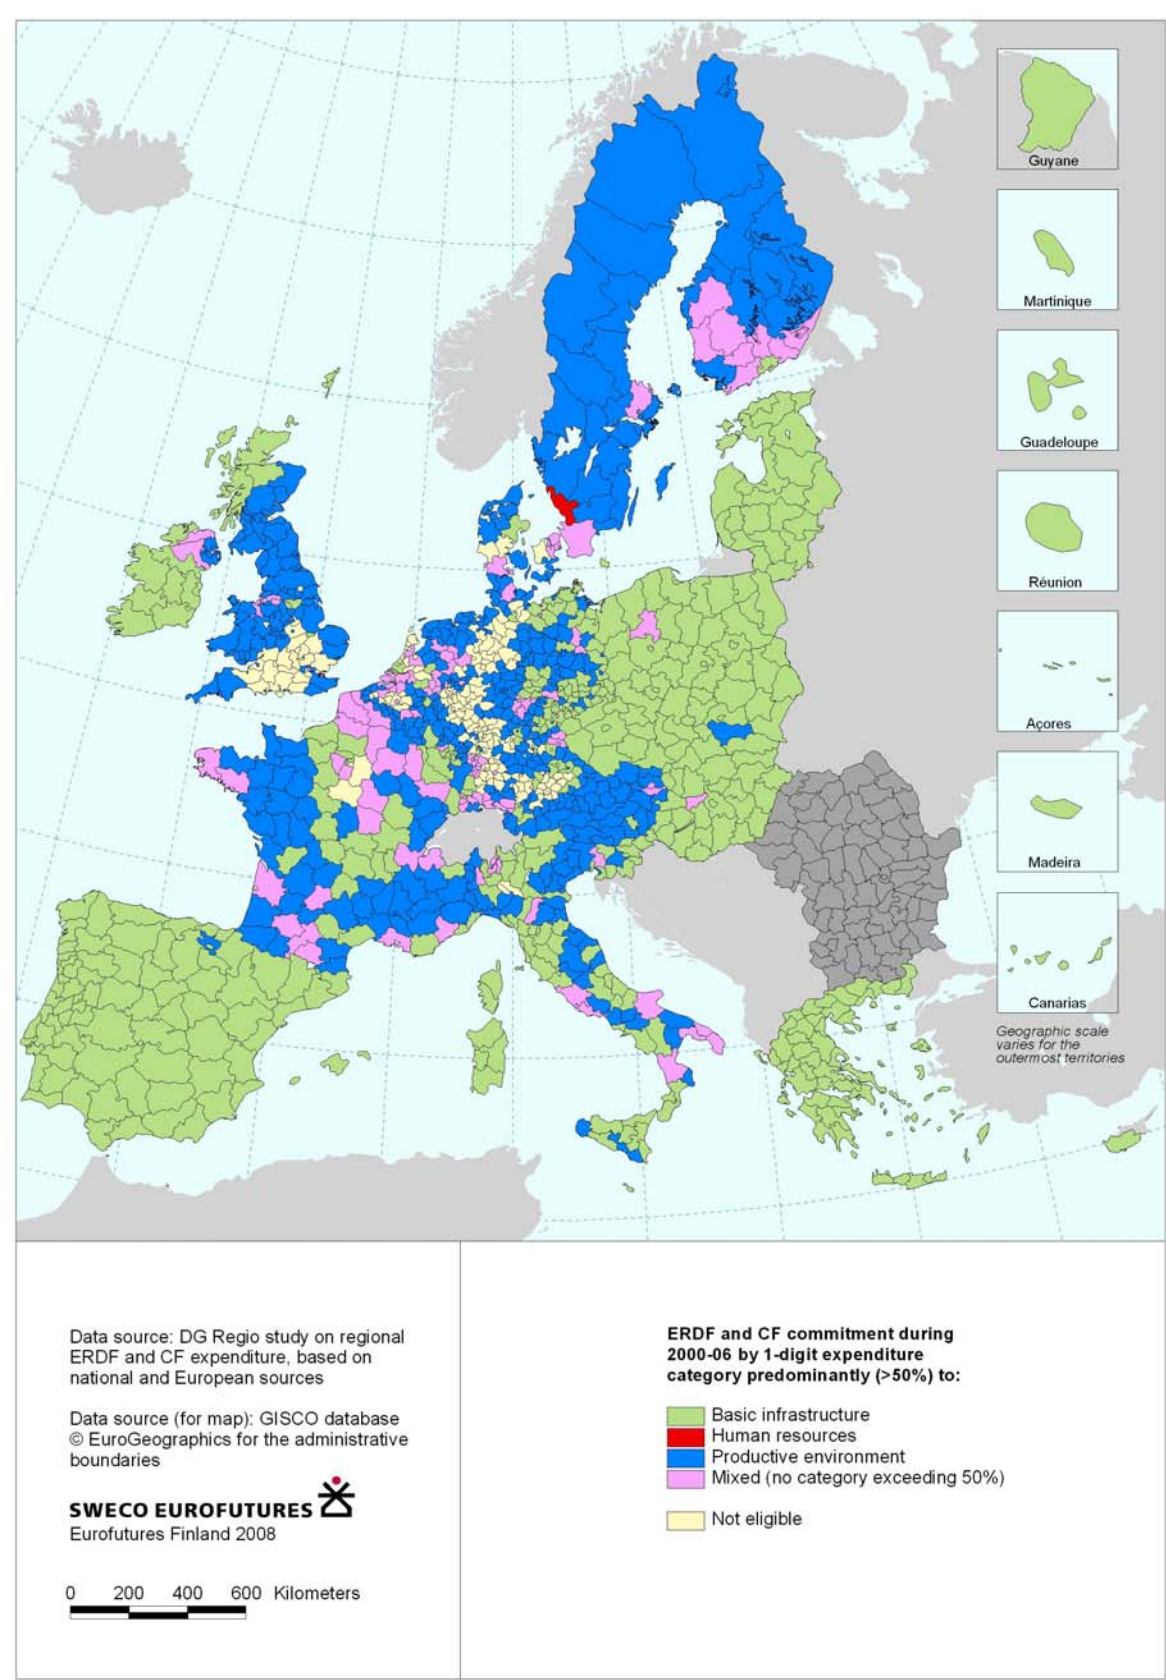 Guyane
Martinique
Guadeloupe
Réunion
Açores
Madeira
Canarias
Geographic scale
varies for the
outermost territories
Data source: DG Regio study on regional
ERDF and CF expenditure, based on
national and European sources
Data source (for map): GISCO database
© EuroGeographics for the administrative
boundaries
SWECO EUROFUTURES
Eurofutures Finland 2008
0 200 400 600 Kilometers
ERDF and CF commitment during
2000-06 by 1-digit expenditure
category predominantly (>50%) to:
Basic infrastructure
Human resources
Productive environment
Mixed (no category exceeding 50%)
Not eligible